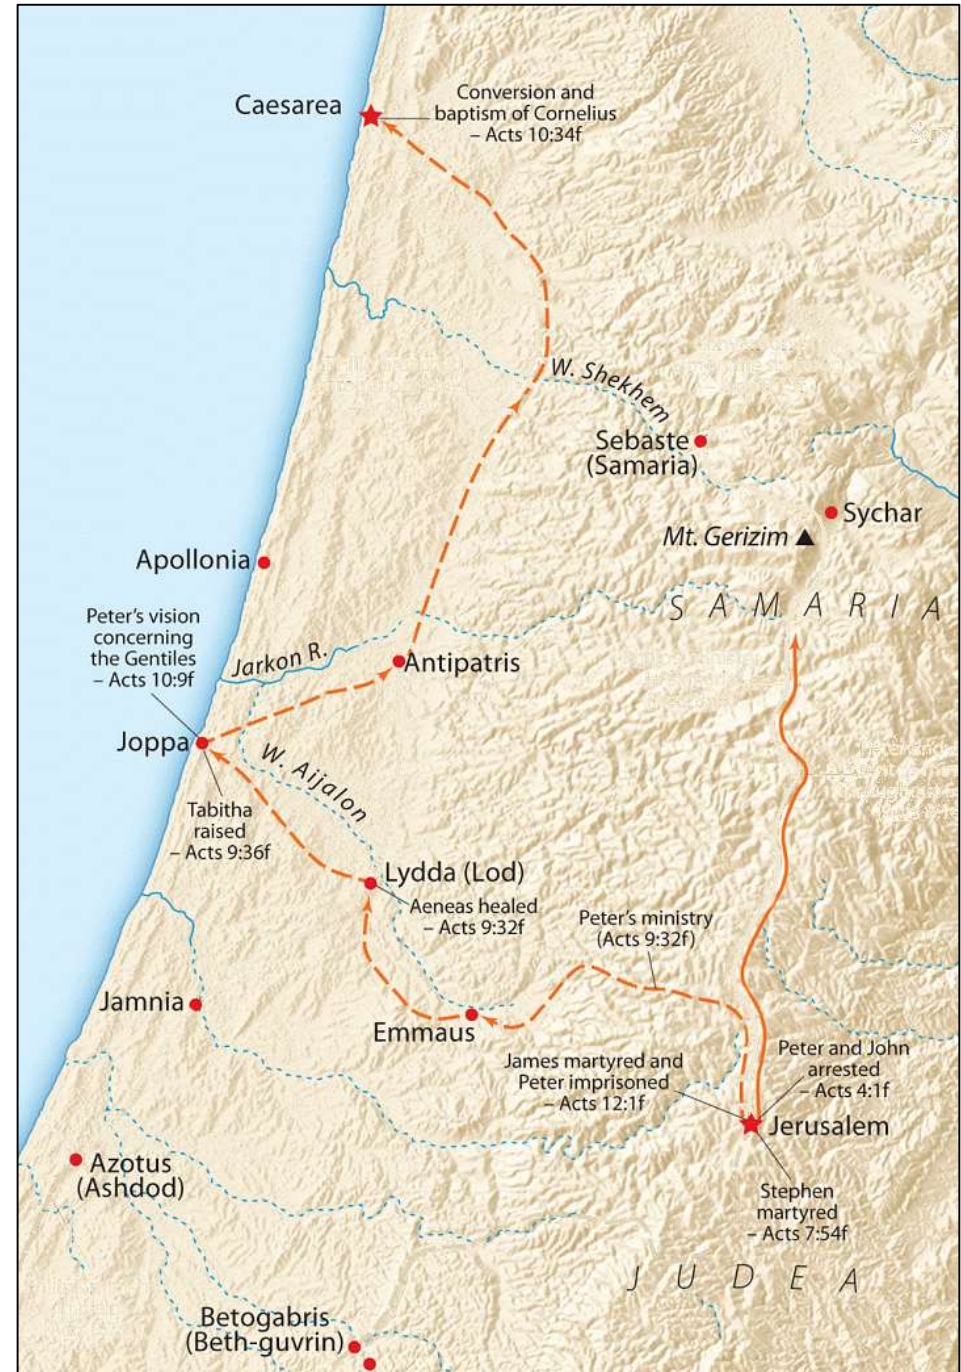 Caesarea
Conversion and
baptism of Cornelius
– Acts 10:34f
W. Shekhem
Sebaste
(Samaria)
Sychar
Mt. Gerizim
Apollonia
SAMARIA
Peter's vision
concerning
the Gentiles
– Acts 10:9f
Jarkon R.
Antipatris
Joppa
W. Aijalon
Tabitha
raised
– Acts 9:36f
Lydda (Lod)
Aeneas healed
– Acts 9:32f
Peter's ministry
(Acts 9:32f)
Jamnia
Emmaus
James martyred and
Peter imprisoned
– Acts 12:1f
Peter and John
arrested
– Acts 4:1f
Jerusalem
Azotus
(Ashdod)
Stephen
martyred
– Acts 7:54f
JUDEA
Betogabris
(Beth-guvrin)